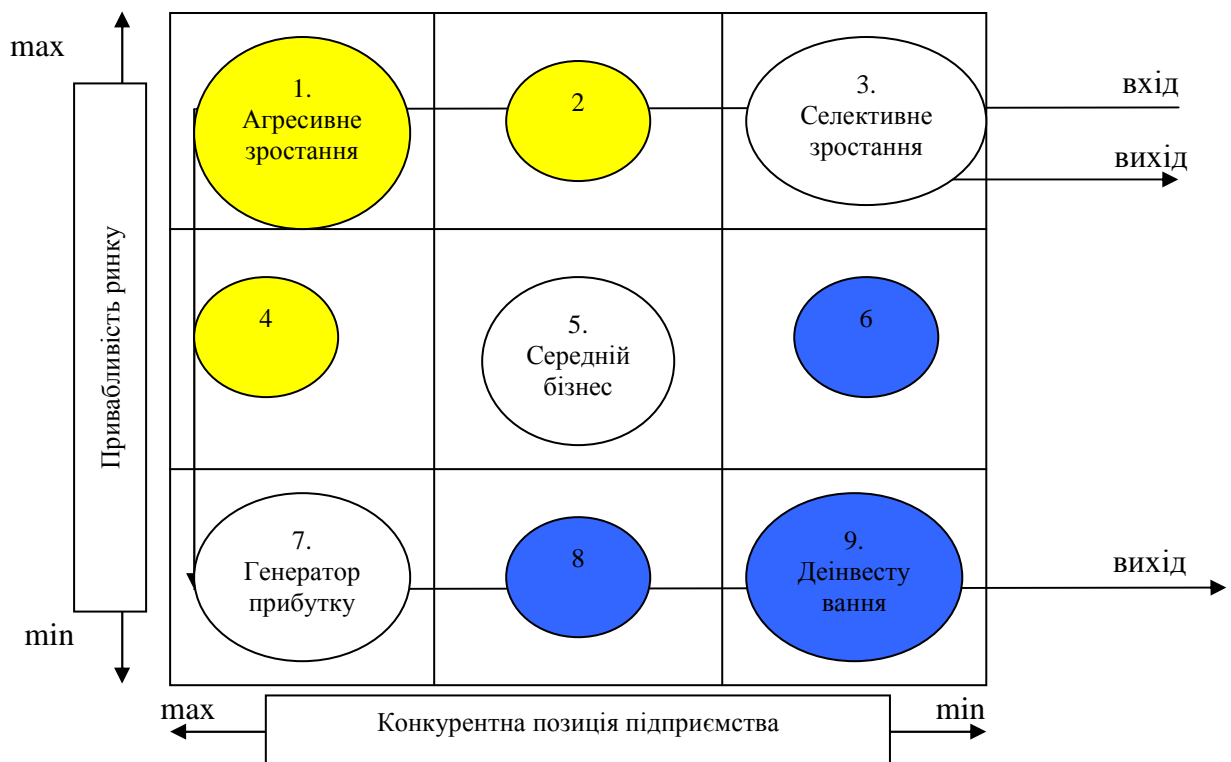 max
1.
Агресивне
зростання
2
3.
Селективне
зростання
вхід
вихід
Привабливість ринку
4
5.
Середній
бізнес
6
7.
Генератор
прибутку
8
9.
Деінвесту
вання
вихід
min
max
Конкурентна позиція підприємства
min